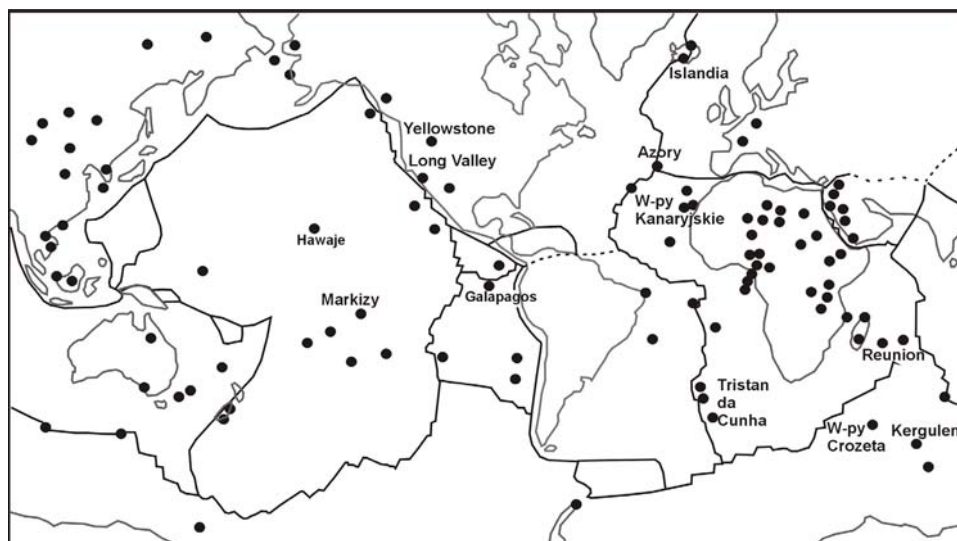 Islandia
Yellowstone
Azory
Long Valley
W-py
Kanaryjskie
Hawaje
Galapagos
Markizy
Reunion
Tristan
da
Cunha
W-py
Crozeta
Kergulen